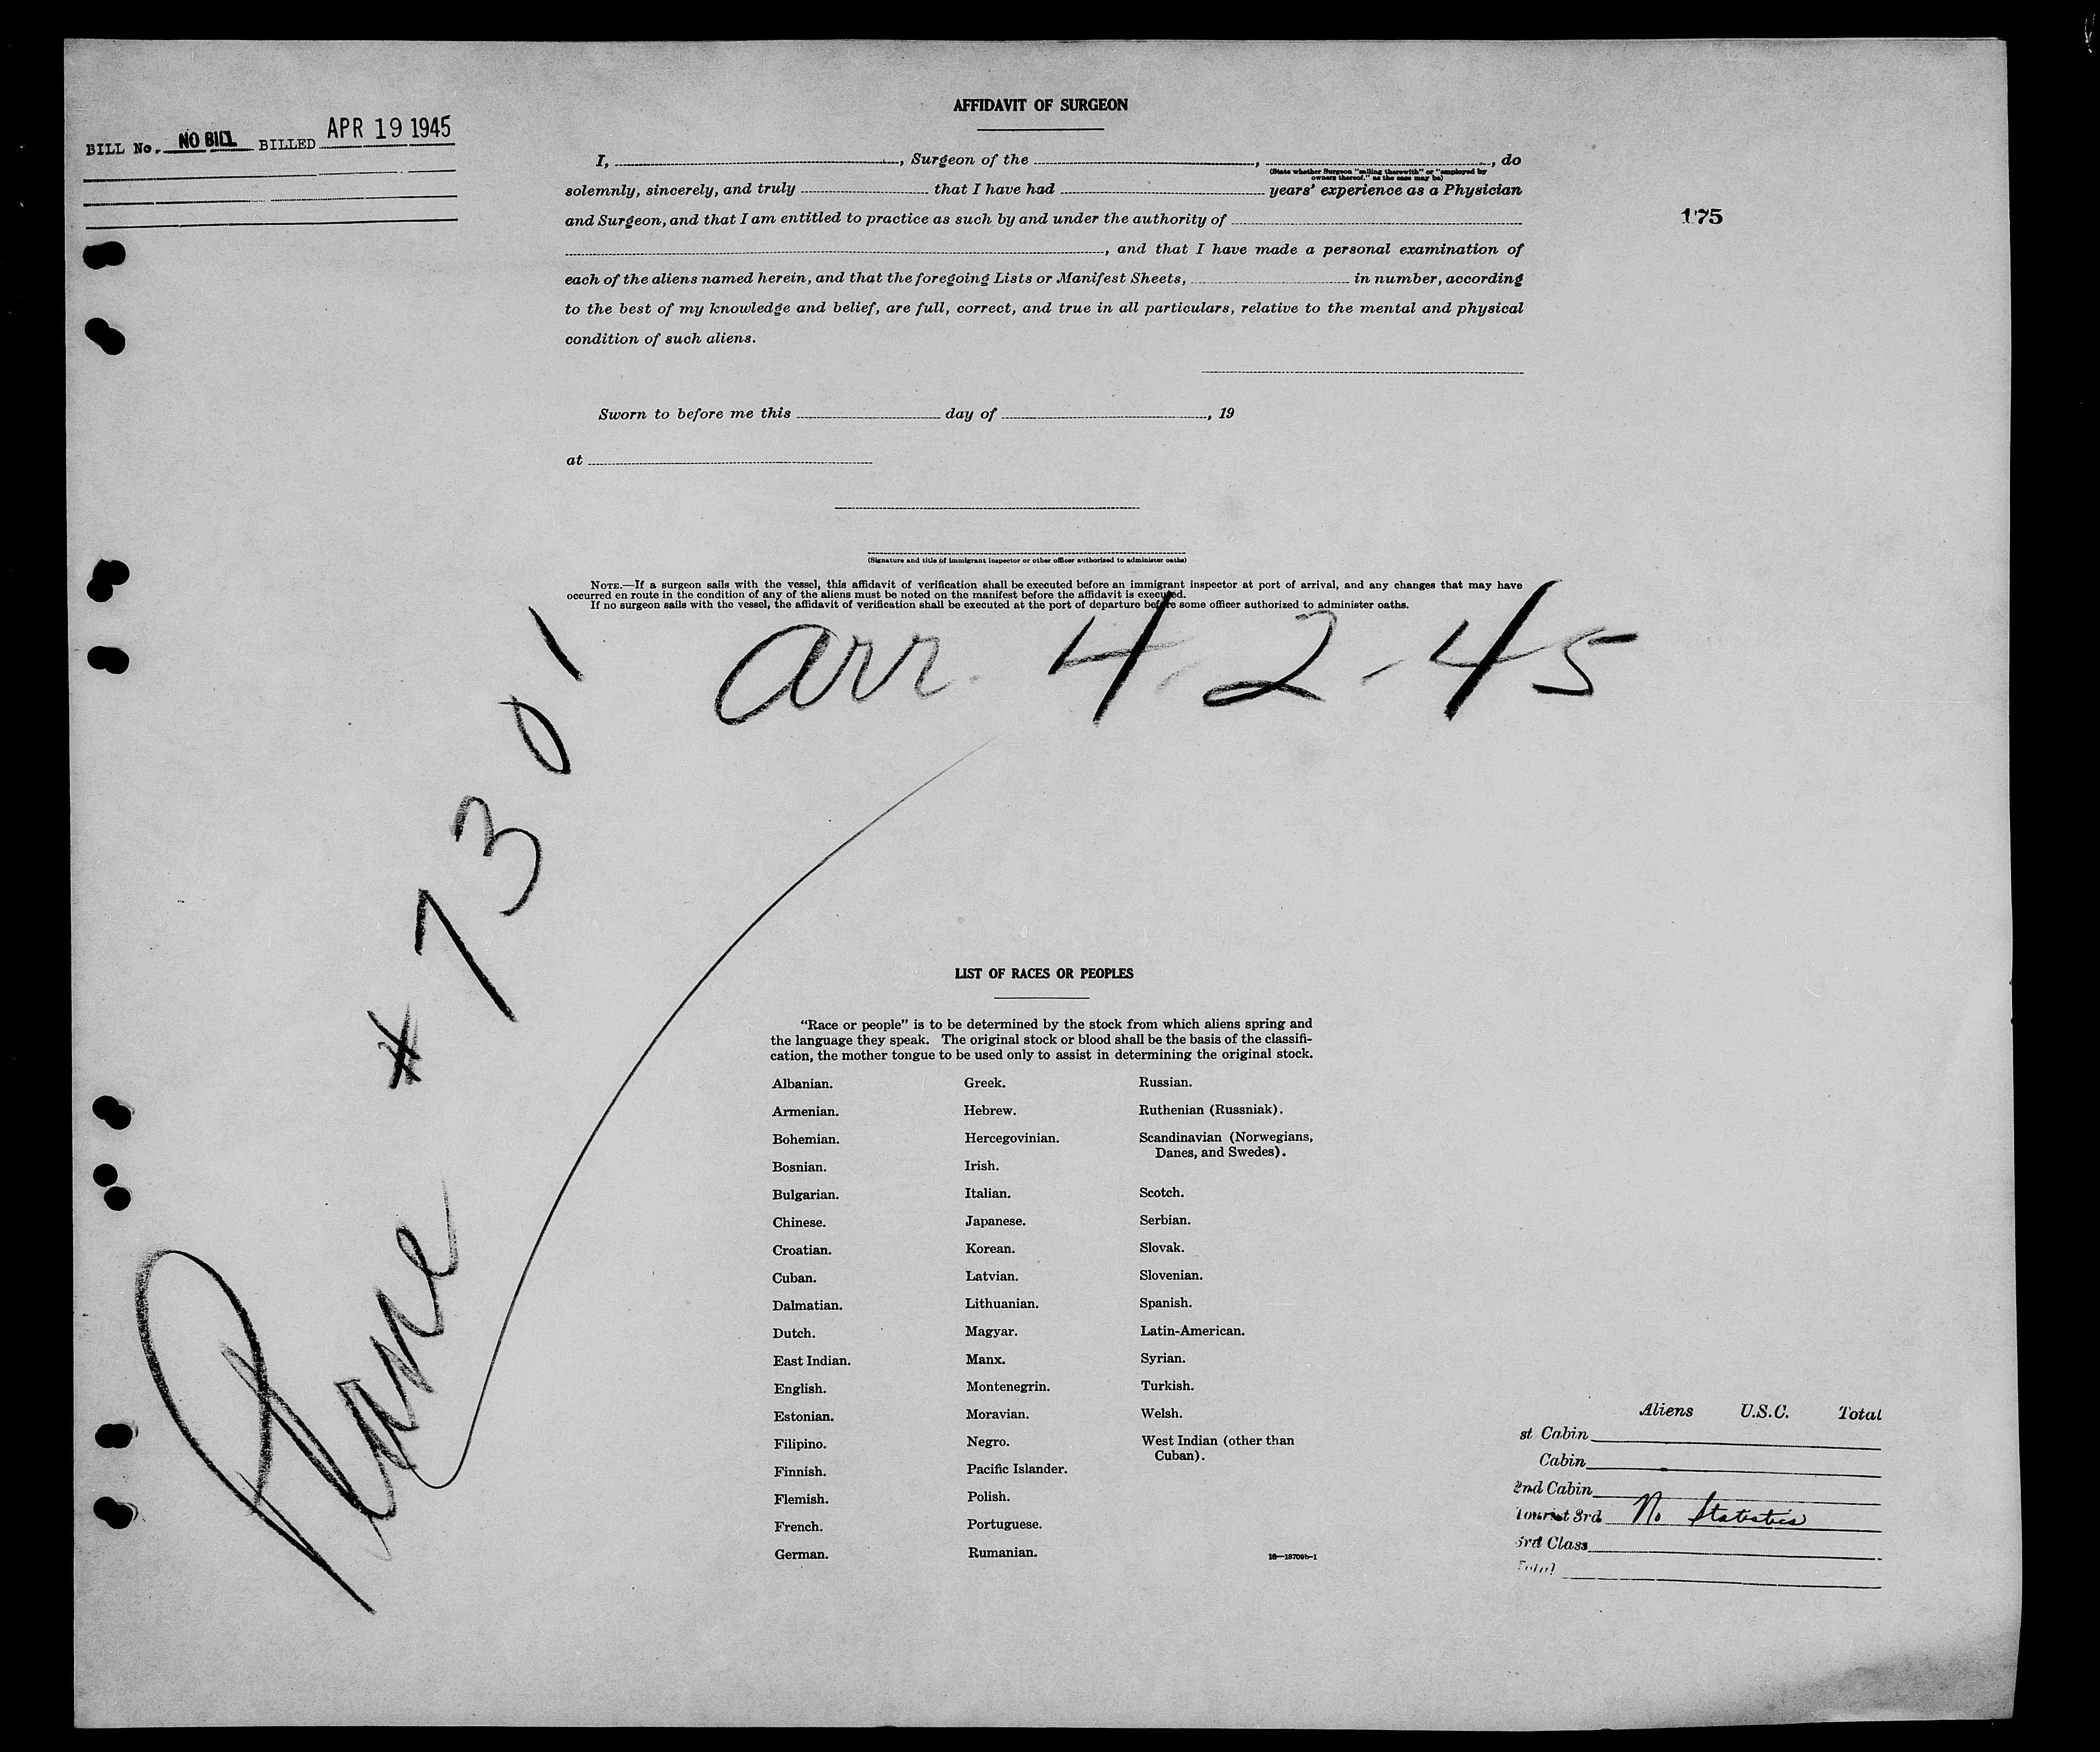 AFFIDAVIT OF SURGEON
BILL No. NO BILL BILLED APR 19 1945
I, , Surgeon of the , , do
(State whether Surgeon "sailing therewith" or "employed by
owners thereof," as the case may be)
solemnly, sincerely, and truly that I have had years' experience as a Physician
and Surgeon, and that I am entitled to practice as such by and under the authority of
175
, and that I have made a personal examination of
each of the aliens named herein, and that the foregoing Lists or Manifest Sheets, in number, according
to the best of my knowledge and belief, are full, correct, and true in all particulars, relative to the mental and physical
condition of such aliens.
Sworn to before me this day of , 19
at
(Signature and title of immigrant inspector or other officer authorized to administer oaths)
NOTE.—If a surgeon sails with the vessel, this affidavit of verification shall be executed before an immigrant inspector at port of arrival, and any changes that may have
occurred en route in the condition of any of the aliens must be noted on the manifest before the affidavit is executed.
If no surgeon sails with the vessel, the affidavit of verification shall be executed at the port of departure before some officer authorized to administer oaths.
arr. 4-2-45
Plane # 7301
LIST OF RACES OR PEOPLES
"Race or people" is to be determined by the stock from which aliens spring and
the language they speak. The original stock or blood shall be the basis of the classifi-
cation, the mother tongue to be used only to assist in determining the original stock.
Albanian.
Armenian.
Bohemian.
Bosnian.
Bulgarian.
Chinese.
Croatian.
Cuban.
Dalmatian.
Dutch.
East Indian.
English.
Estonian.
Filipino.
Finnish.
Flemish.
French.
German.
Greek.
Hebrew.
Hercegovinian.
Irish.
Italian.
Japanese.
Korean.
Latvian.
Lithuanian.
Magyar.
Manx.
Montenegrin.
Moravian.
Negro.
Pacific Islander.
Polish.
Portuguese.
Rumanian.
Russian.
Ruthenian (Russniak).
Scandinavian (Norwegians,
Danes, and Swedes).
Scotch.
Serbian.
Slovak.
Slovenian.
Spanish.
Latin-American.
Syrian.
Turkish.
Welsh.
West Indian (other than
Cuban).
16—18709b-1
Aliens U.S.C. Total
st Cabin
Cabin
2nd Cabin
Tourist 3rd No Statistics
3rd Class
Total